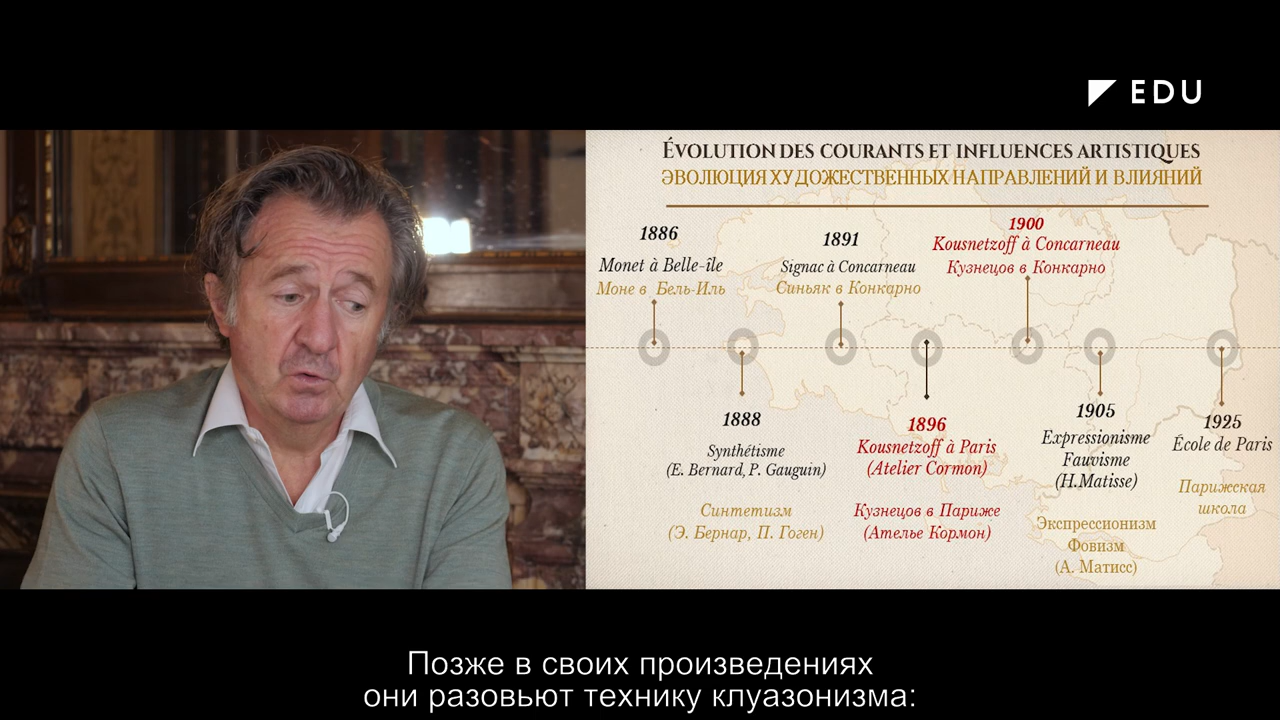 EDU
ÉVOLUTION DES COURANTS ET INFLUENCES ARTISTIQUES
ЭВОЛЮЦИЯ ХУДОЖЕСТВЕННЫХ НАПРАВЛЕНИЙ И ВЛИЯНИЙ
1886
Monet à Belle-île
Моне в Бель-Иль
1891
Signac à Concarneau
Синьяк в Конкарно
1900
Kousnetzoff à Concarneau
Кузнецов в Конкарно
1888
Synthétisme
(E. Bernard, P. Gauguin)
Синтетизм
(Э. Бернар, П. Гоген)
1896
Kousnetzoff à Paris
(Atelier Cormon)
Кузнецов в Париже
(Ателье Кормон)
1905
Expressionisme
Fauvisme
(H.Matisse)
Экспрессионизм
Фовизм
(А. Матисс)
1925
École de Paris
Парижская
школа
Позже в своих произведениях
они разовьют технику клуазонизма: